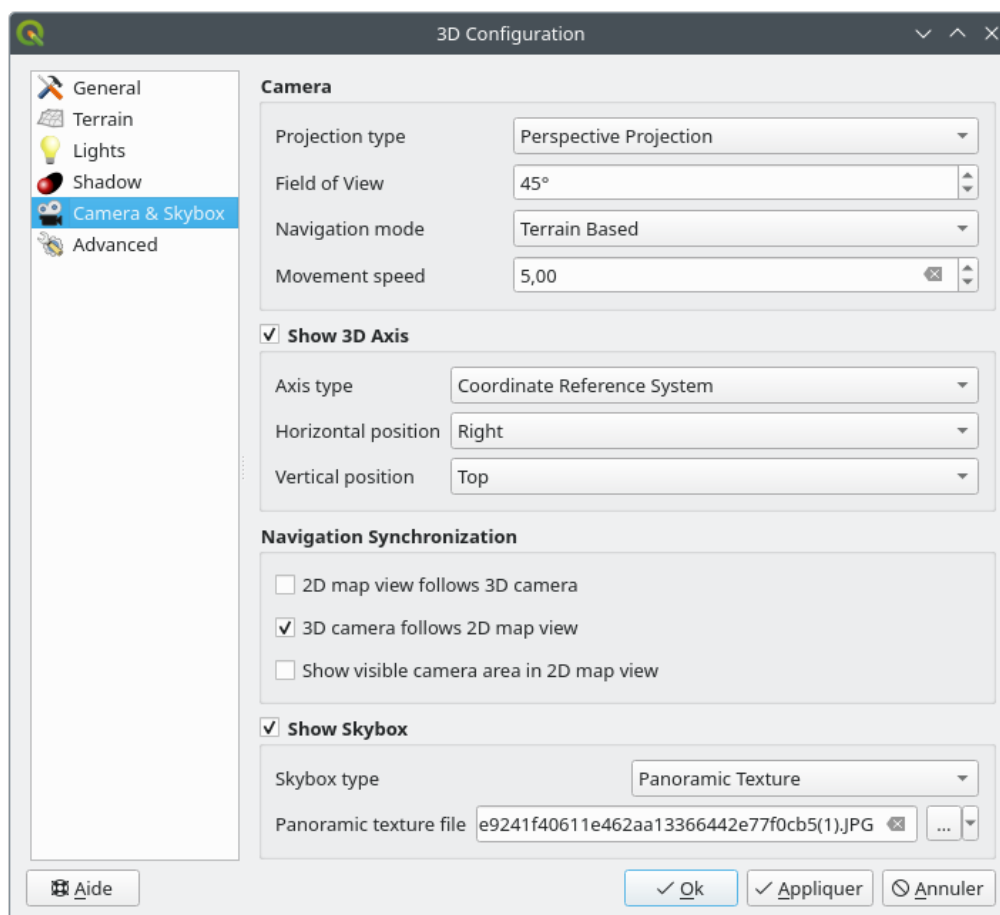 3D Configuration
General
Terrain
Lights
Shadow
Camera & Skybox
Advanced
Camera
Projection type Perspective Projection
Field of View 45°
Navigation mode Terrain Based
Movement speed 5,00
Show 3D Axis
Axis type Coordinate Reference System
Horizontal position Right
Vertical position Top
Navigation Synchronization
2D map view follows 3D camera
3D camera follows 2D map view
Show visible camera area in 2D map view
Show Skybox
Skybox type Panoramic Texture
Panoramic texture file e9241f40611e462aa13366442e77f0cb5(1).JPG ...
Aide Ok Appliquer Annuler